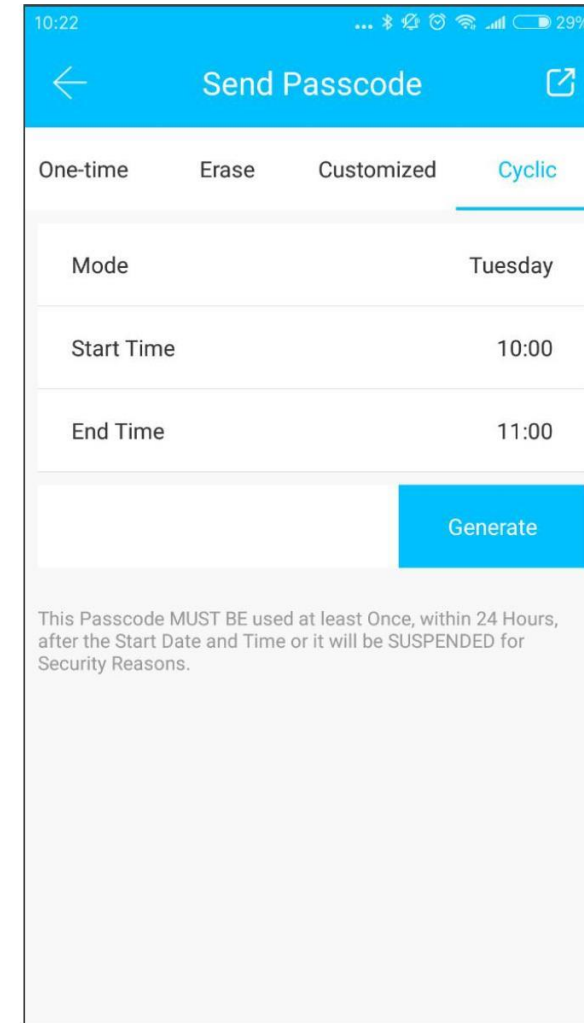 10:22 ... 29%
Send Passcode
One-time Erase Customized Cyclic
Mode Tuesday
Start Time 10:00
End Time 11:00
Generate
This Passcode MUST BE used at least Once, within 24 Hours,
after the Start Date and Time or it will be SUSPENDED for
Security Reasons.